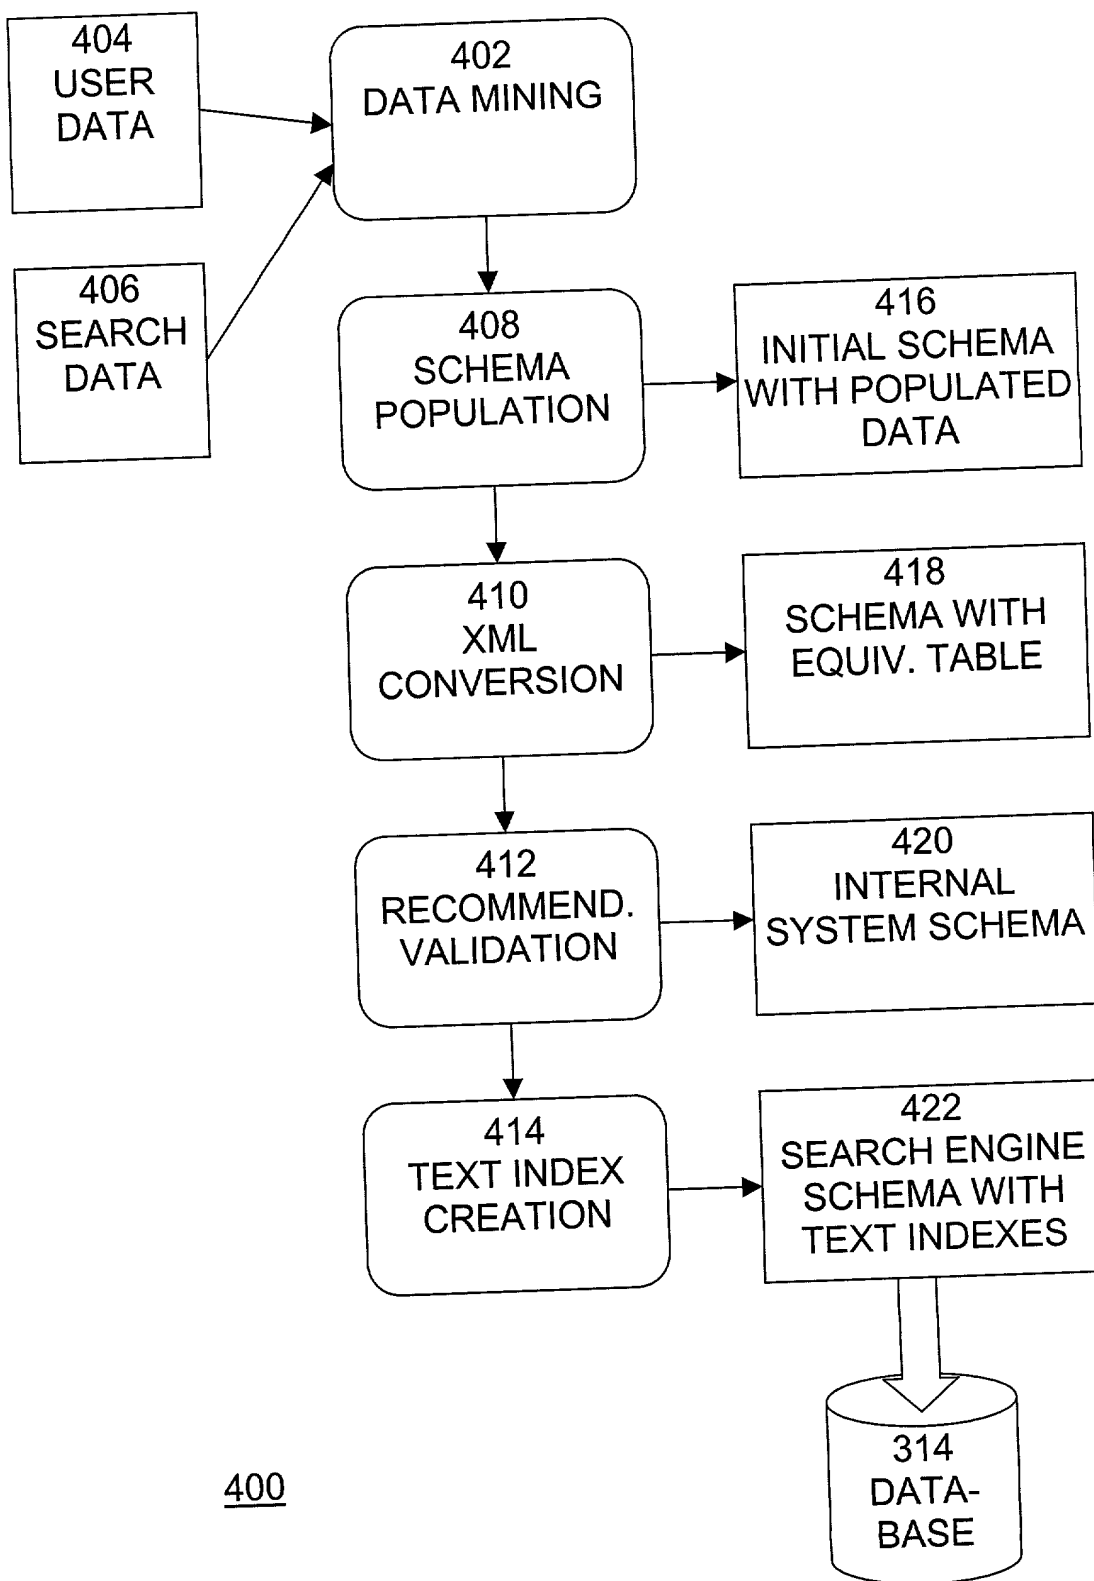 404
USER
DATA
402
DATA MINING
406
SEARCH
DATA
408
SCHEMA
POPULATION
416
INITIAL SCHEMA
WITH POPULATED
DATA
410
XML
CONVERSION
418
SCHEMA WITH
EQUIV. TABLE
412
RECOMMEND.
VALIDATION
420
INTERNAL
SYSTEM SCHEMA
414
TEXT INDEX
CREATION
422
SEARCH ENGINE
SCHEMA WITH
TEXT INDEXES
314
DATA-
BASE
400